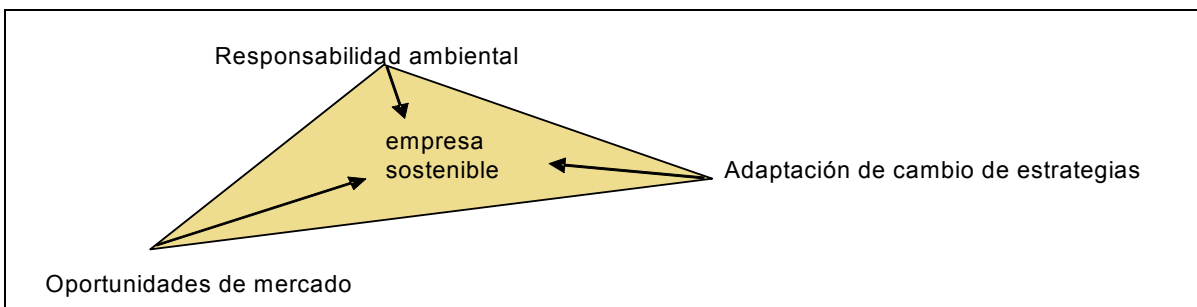 Responsabilidad ambiental
empresa
sostenible
Adaptación de cambio de estrategias
Oportunidades de mercado